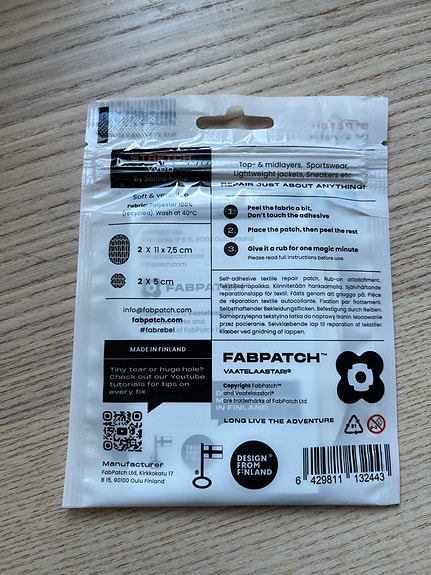 STRETCH
Web
Soft &
Fabric: Polyester 100%
(recycled). Wash at 40°C
2 X 11 x 7,5 cm
2 X 5 cm
info@fabpatch.com
fabpatch.com
#fabrebel
MADE IN FINLAND
Tiny tear or huge hole?
Check out our Youtube
tutorials for tips on
every fix.
Manufacturer
FabPatch Ltd, Kirkkokatu 17
B 15, 90100 Oulu Finland
Top- & midlayers, Sportswear,
Lightweight jackets, Sneakers etc.
REPAIR JUST ABOUT ANYTHING!
1. Peel the fabric a bit,
Don't touch the adhesive
2. Place the patch, then peel the rest
3. Give it a rub for one magic minute
Please read full instructions before use.
Self-adhesive textile repair patch. Rub-on attatchment.
Tekstiilikorjauspaikka. Kiinnitetään hankaamalla. Självhäftande
reparationslapp för textil. Fästs genom att gnugga på. Pièce
de réparation textile autocollante. Fixation par frottement.
Selbsthaftender Bekleidungsflicken. Befestigung durch Reiben.
Samoprzylepna tekstylna łatka do naprawy tkanin. Mocowanie
przez pocieranie. Selvklæbende lap til reparation af tekstiler.
klæber ved gnidning af lappen.
FABPATCH™
VAATELAASTARI®
Copyright FabPatch™
and Vaatelaastari®
are trademarks of FabPatch Ltd
LONG LIVE THE ADVENTURE
81
DESIGN
FROM
FINLAND
6 429811 132443